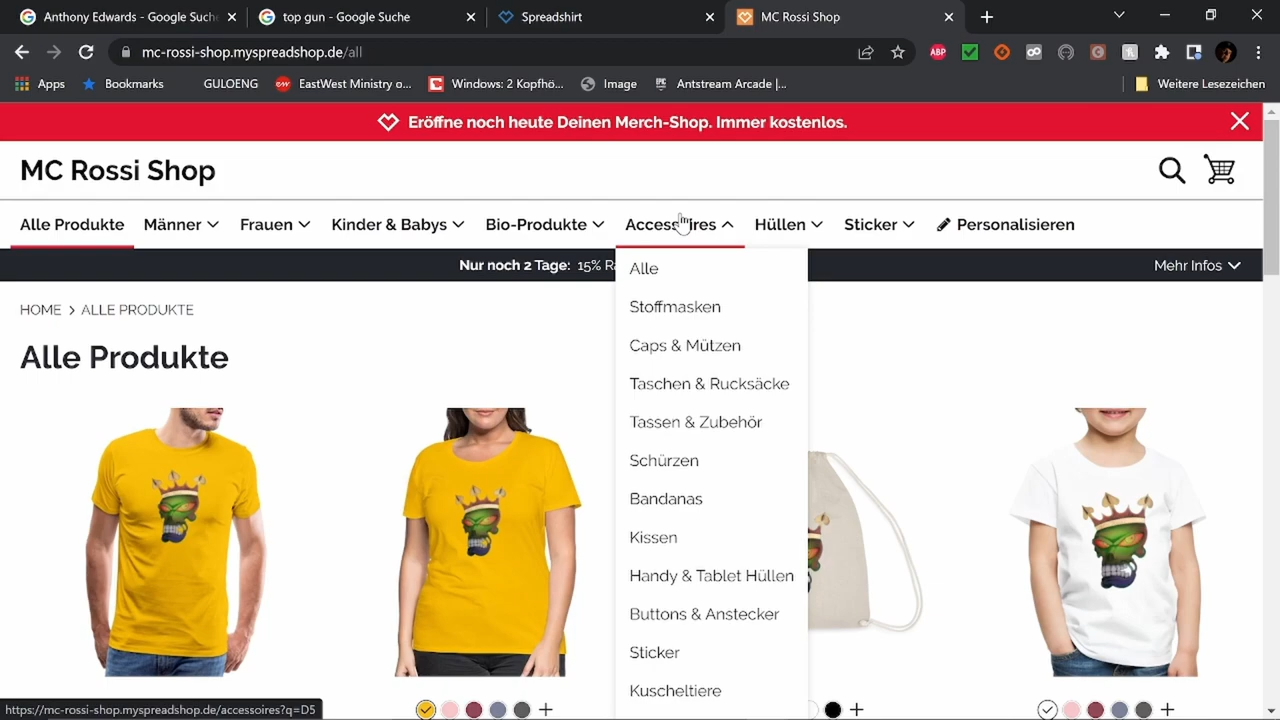 Anthony Edwards - Google Suche
top gun - Google Suche
Spreadshirt
MC Rossi Shop
mc-rossi-shop.myspreadshop.de/all
ABP
Apps
Bookmarks
GULOENG
EastWest Ministry o...
Windows: 2 Kopfhö...
Image
EPIC
Antstream Arcade |...
Weitere Lesezeichen
Eröffne noch heute Deinen Merch-Shop. Immer kostenlos.
MC Rossi Shop
Alle Produkte
Männer
Frauen
Kinder & Babys
Bio-Produkte
Accessoires
Hüllen
Sticker
Personalisieren
Nur noch 2 Tage: 15%
Mehr Infos
HOME > ALLE PRODUKTE
Alle Produkte
Alle
Stoffmasken
Caps & Mützen
Taschen & Rucksäcke
Tassen & Zubehör
Schürzen
Bandanas
Kissen
Handy & Tablet Hüllen
Buttons & Anstecker
Sticker
Kuscheltiere
https://mc-rossi-shop.myspreadshop.de/accessoires?q=D5